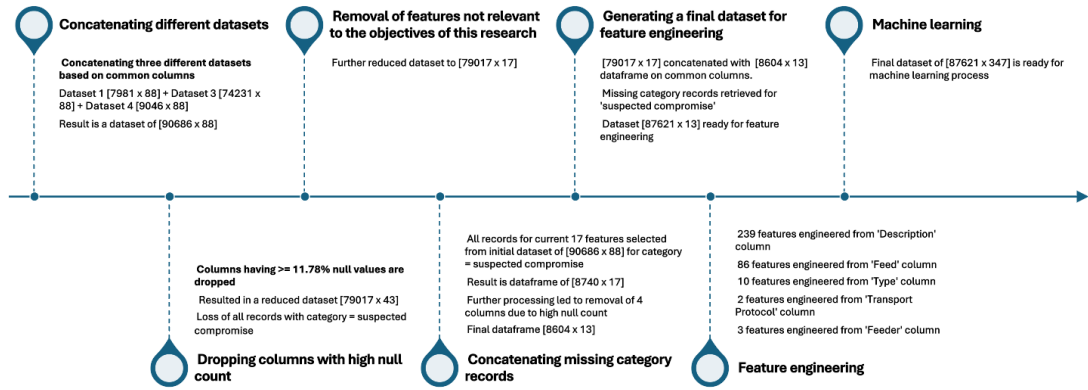 Concatenating different datasets
Concatenating three different datasets
based on common columns
Dataset 1 [7981 x 88] + Dataset 3 [74231 x
88] + Dataset 4 [9046 x 88]
Result is a dataset of [90686 x 88]
Columns having >= 11.78% null values are
dropped
Resulted in a reduced dataset [79017 x 43]
Loss of all records with category = suspected
compromise
Dropping columns with high null
count
Removal of features not relevant
to the objectives of this research
Further reduced dataset to [79017 x 17]
All records for current 17 features selected
from initial dataset of [90686 x 88] for category
= suspected compromise
Result is dataframe of [8740 x 17]
Further processing led to removal of 4
columns due to high null count
Final dataframe [8604 x 13]
Concatenating missing category
records
Generating a final dataset for
feature engineering
[79017 x 17] concatenated with [8604 x 13]
dataframe on common columns.
Missing category records retrieved for
'suspected compromise'
Dataset [87621 x 13] ready for feature
engineering
239 features engineered from 'Description'
column
86 features engineered from 'Feed' column
10 features engineered from 'Type' column
2 features engineered from 'Transport
Protocol' column
3 features engineered from 'Feeder' column
Feature engineering
Machine learning
Final dataset of [87621 x 347] is ready for
machine learning process